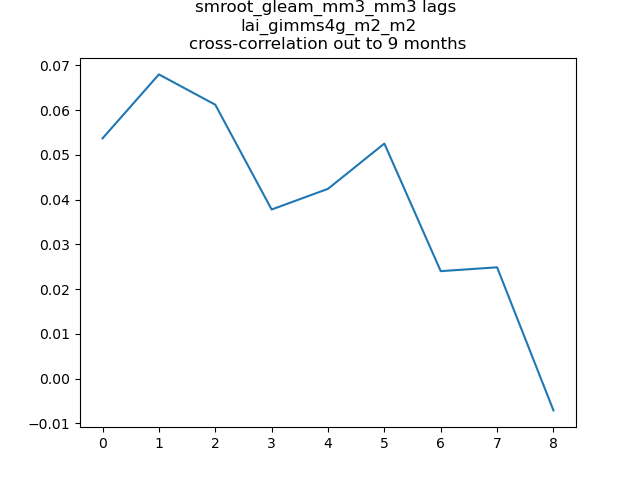 smroot_gleam_mm3_mm3 lags
lai_gimms4g_m2_m2
cross-correlation out to 9 months
0.07
0.06
0.05
0.04
0.03
0.02
0.01
0.00
−0.01
0 1 2 3 4 5 6 7 8